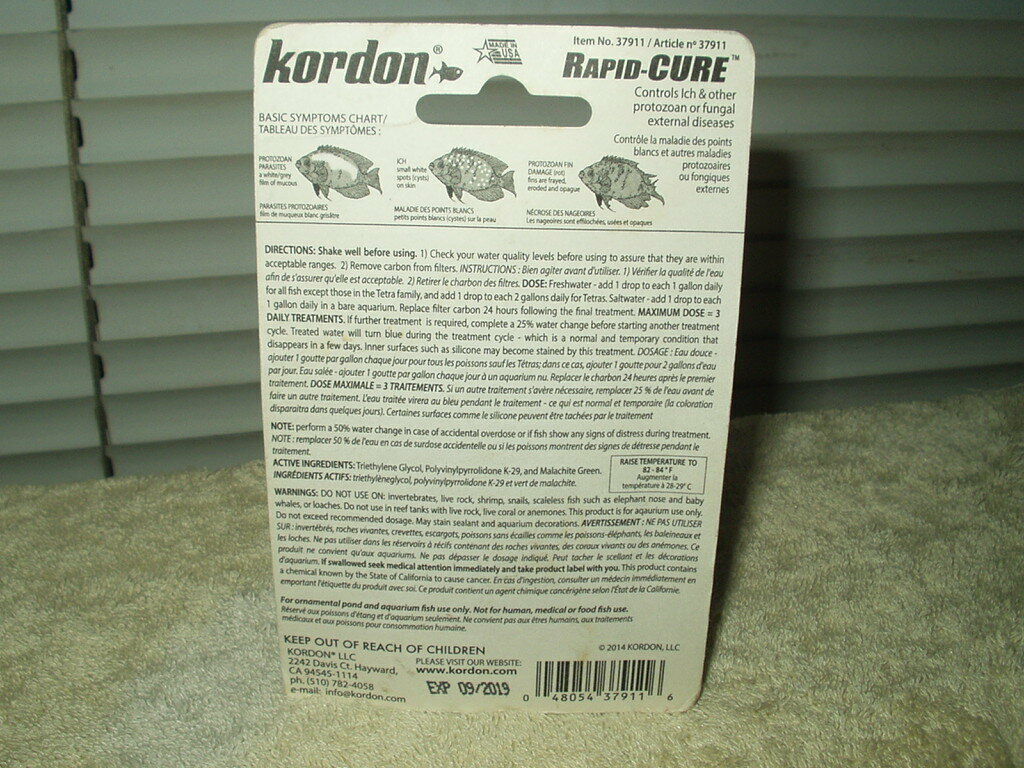 kordon®
MADE IN
USA
Item No. 37911 / Article nº 37911
RAPID-CURE™
Controls Ich & other
protozoan or fungal
external diseases
Contrôle la maladie des points
blancs et autres maladies
protozoaires
ou fongiques
externes
BASIC SYMPTOMS CHART/
TABLEAU DES SYMPTÔMES :
PROTOZOAN
PARASITES
a white/grey
film of mucous
PARASITES PROTOZOAIRES
film de muqueux blanc grisâtre
ICH
small white
spots (cysts)
on skin
MALADIE DES POINTS BLANCS
petits points blancs (cystes) sur la peau
PROTOZOAN FIN
DAMAGE (rot)
fins are frayed,
eroded and opaque
NÉCROSE DES NAGEOIRES
Les nageoires sont effilochées, usées et opaques
DIRECTIONS: Shake well before using. 1) Check your water quality levels before using to assure that they are within
acceptable ranges. 2) Remove carbon from filters. INSTRUCTIONS : Bien agiter avant d'utiliser. 1) Vérifier la qualité de l'eau
afin de s'assurer qu'elle est acceptable. 2) Retirer le charbon des filtres. DOSE: Freshwater - add 1 drop to each 1 gallon daily
for all fish except those in the Tetra family, and add 1 drop to each 2 gallons daily for Tetras. Saltwater - add 1 drop to each
1 gallon daily in a bare aquarium. Replace filter carbon 24 hours following the final treatment. MAXIMUM DOSE = 3
DAILY TREATMENTS. If further treatment is required, complete a 25% water change before starting another treatment
cycle. Treated water will turn blue during the treatment cycle - which is a normal and temporary condition that
disappears in a few days. Inner surfaces such as silicone may become stained by this treatment. DOSAGE : Eau douce -
ajouter 1 goutte par gallon chaque jour pour tous les poissons sauf les Tétras; dans ce cas, ajouter 1 goutte pour 2 gallons d'eau
par jour. Eau salée - ajouter 1 goutte par gallon chaque jour à un aquarium nu. Replacer le charbon 24 heures après le premier
traitement. DOSE MAXIMALE = 3 TRAITEMENTS. Si un autre traitement s'avère nécessaire, remplacer 25 % de l'eau avant de
faire un autre traitement. L'eau traitée virera au bleu pendant le traitement - ce qui est normal et temporaire (la coloration
disparaitra dans quelques jours). Certaines surfaces comme le silicone peuvent être tachées par le traitement
NOTE: perform a 50% water change in case of accidental overdose or if fish show any signs of distress during treatment.
NOTE : remplacer 50 % de l'eau en cas de surdose accidentelle ou si les poissons montrent des signes de détresse pendant le
traitement.
ACTIVE INGREDIENTS: Triethylene Glycol, Polyvinylpyrrolidone K-29, and Malachite Green.
INGRÉDIENTS ACTIFS: triethylèneglycol, polyvinylpyrrolidone K-29 et vert de malachite.
RAISE TEMPERATURE TO
82 - 84° F
Augmenter la
température à 28-29° C
WARNINGS: DO NOT USE ON: invertebrates, live rock, shrimp, snails, scaleless fish such as elephant nose and baby
whales, or loaches. Do not use in reef tanks with live rock, live coral or anemones. This product is for aqaurium use only.
Do not exceed recommended dosage. May stain sealant and aquarium decorations. AVERTISSEMENT : NE PAS UTILISER
SUR : invertébrés, roches vivantes, crevettes, escargots, poissons sans écailles comme les poissons-éléphants, les baleineaux et
les loches. Ne pas utiliser dans les réservoirs à récifs contenant des roches vivantes, des coraux vivants ou des anémones. Ce
produit ne convient qu'aux aquariums. Ne pas dépasser le dosage indiqué. Peut tacher le scellant et les décorations
d'aquarium. If swallowed seek medical attention immediately and take product label with you. This product contains
a chemical known by the State of California to cause cancer. En cas d'ingestion, consulter un médecin immédiatement en
emportant l'étiquette du produit avec soi. Ce produit contient un agent chimique cancérigène selon l'État de la Californie.
For ornamental pond and aquarium fish use only. Not for human, medical or food fish use.
Réservé aux poissons d'étang et d'aquarium seulement. Ne convient pas aux êtres humains, aux traitements
médicaux et aux poissons pour consommation humaine.
KEEP OUT OF REACH OF CHILDREN
© 2014 KORDON, LLC
KORDON® LLC
2242 Davis Ct. Hayward,
CA 94545-1114
ph. (510) 782-4058
e-mail: info@kordon.com
PLEASE VISIT OUR WEBSITE:
www.kordon.com
EXP 09/2019
0 48054 37911 6